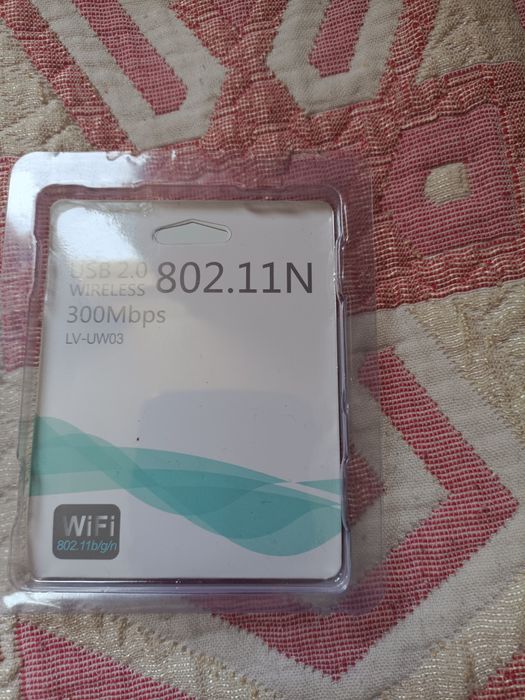 USB 2.0
WIRELESS 802.11N
300Mbps
LV-UW03
WiFi
802.11b/g/n